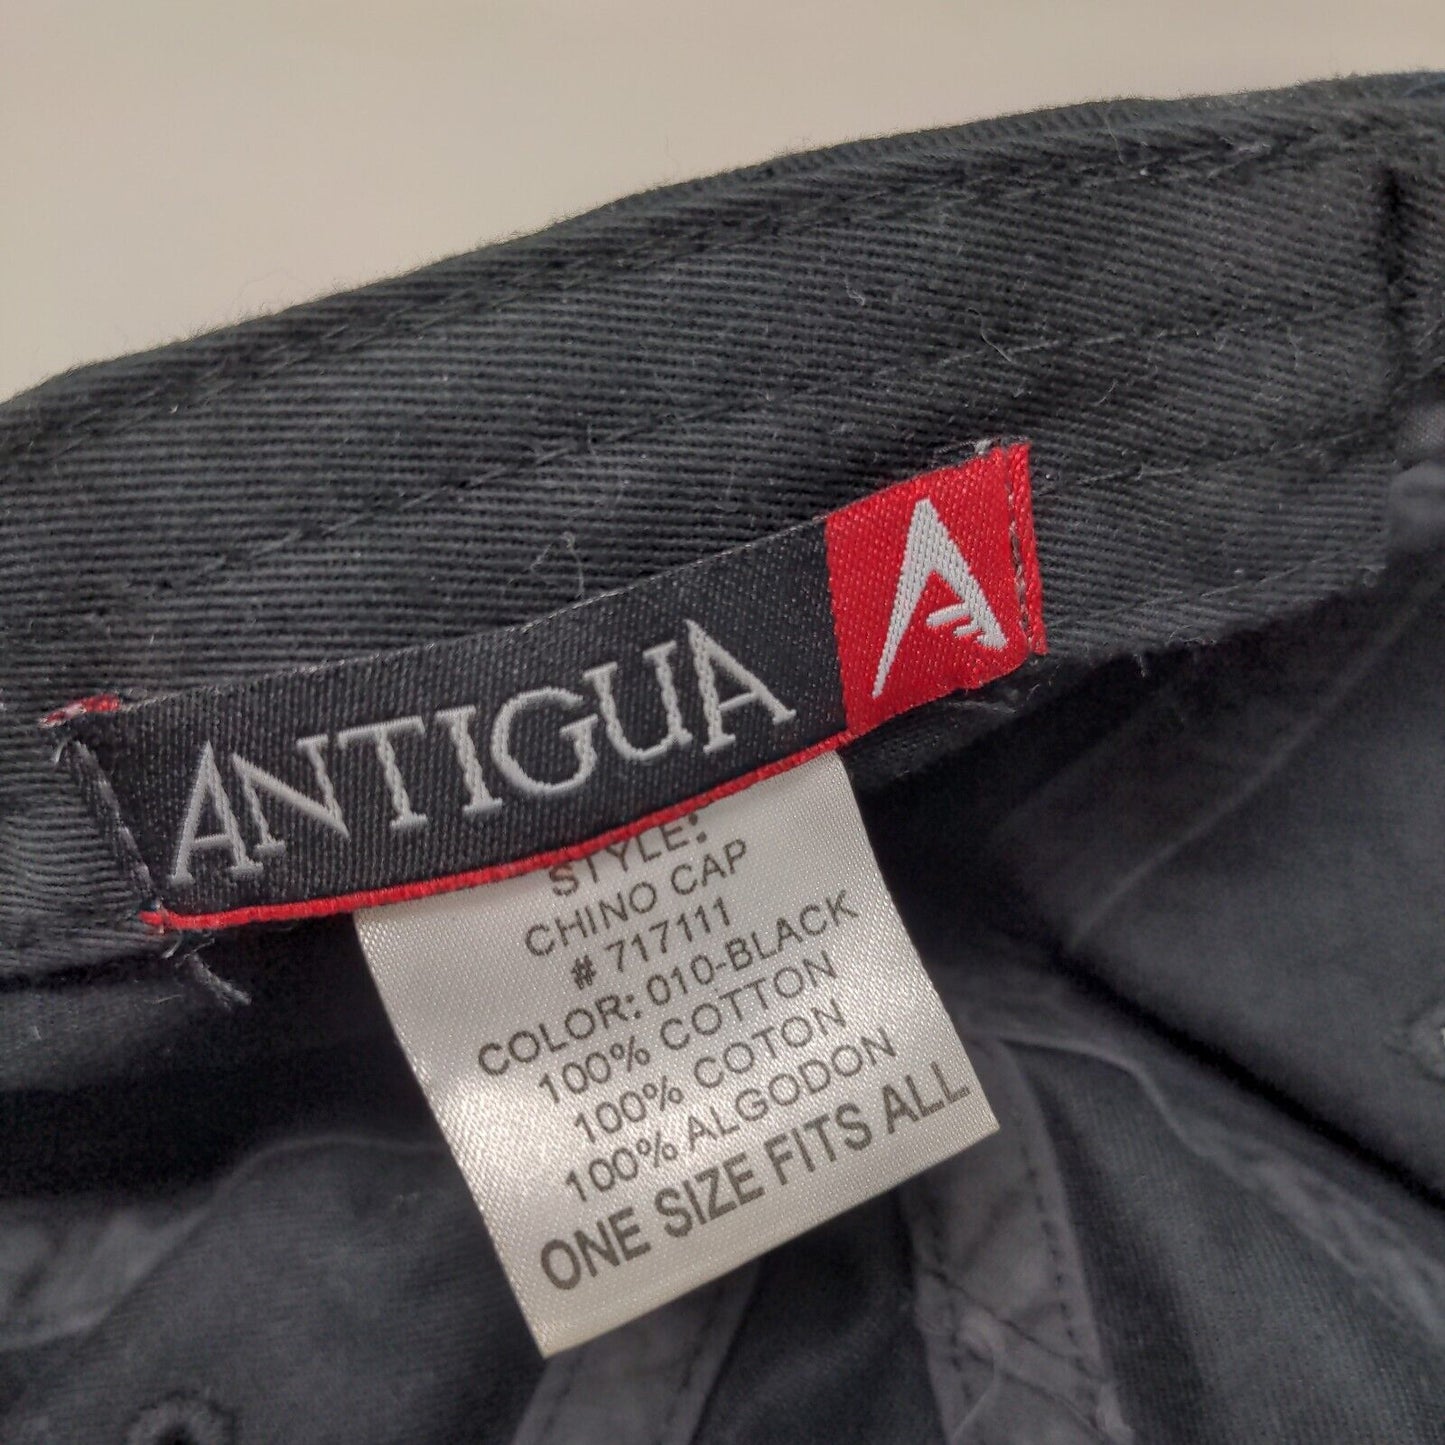 ANTIGUA
STYLE:
CHINO CAP
# 717111
COLOR: 010-BLACK
100% COTTON
100% COTON
100% ALGODON
ONE SIZE FITS ALL